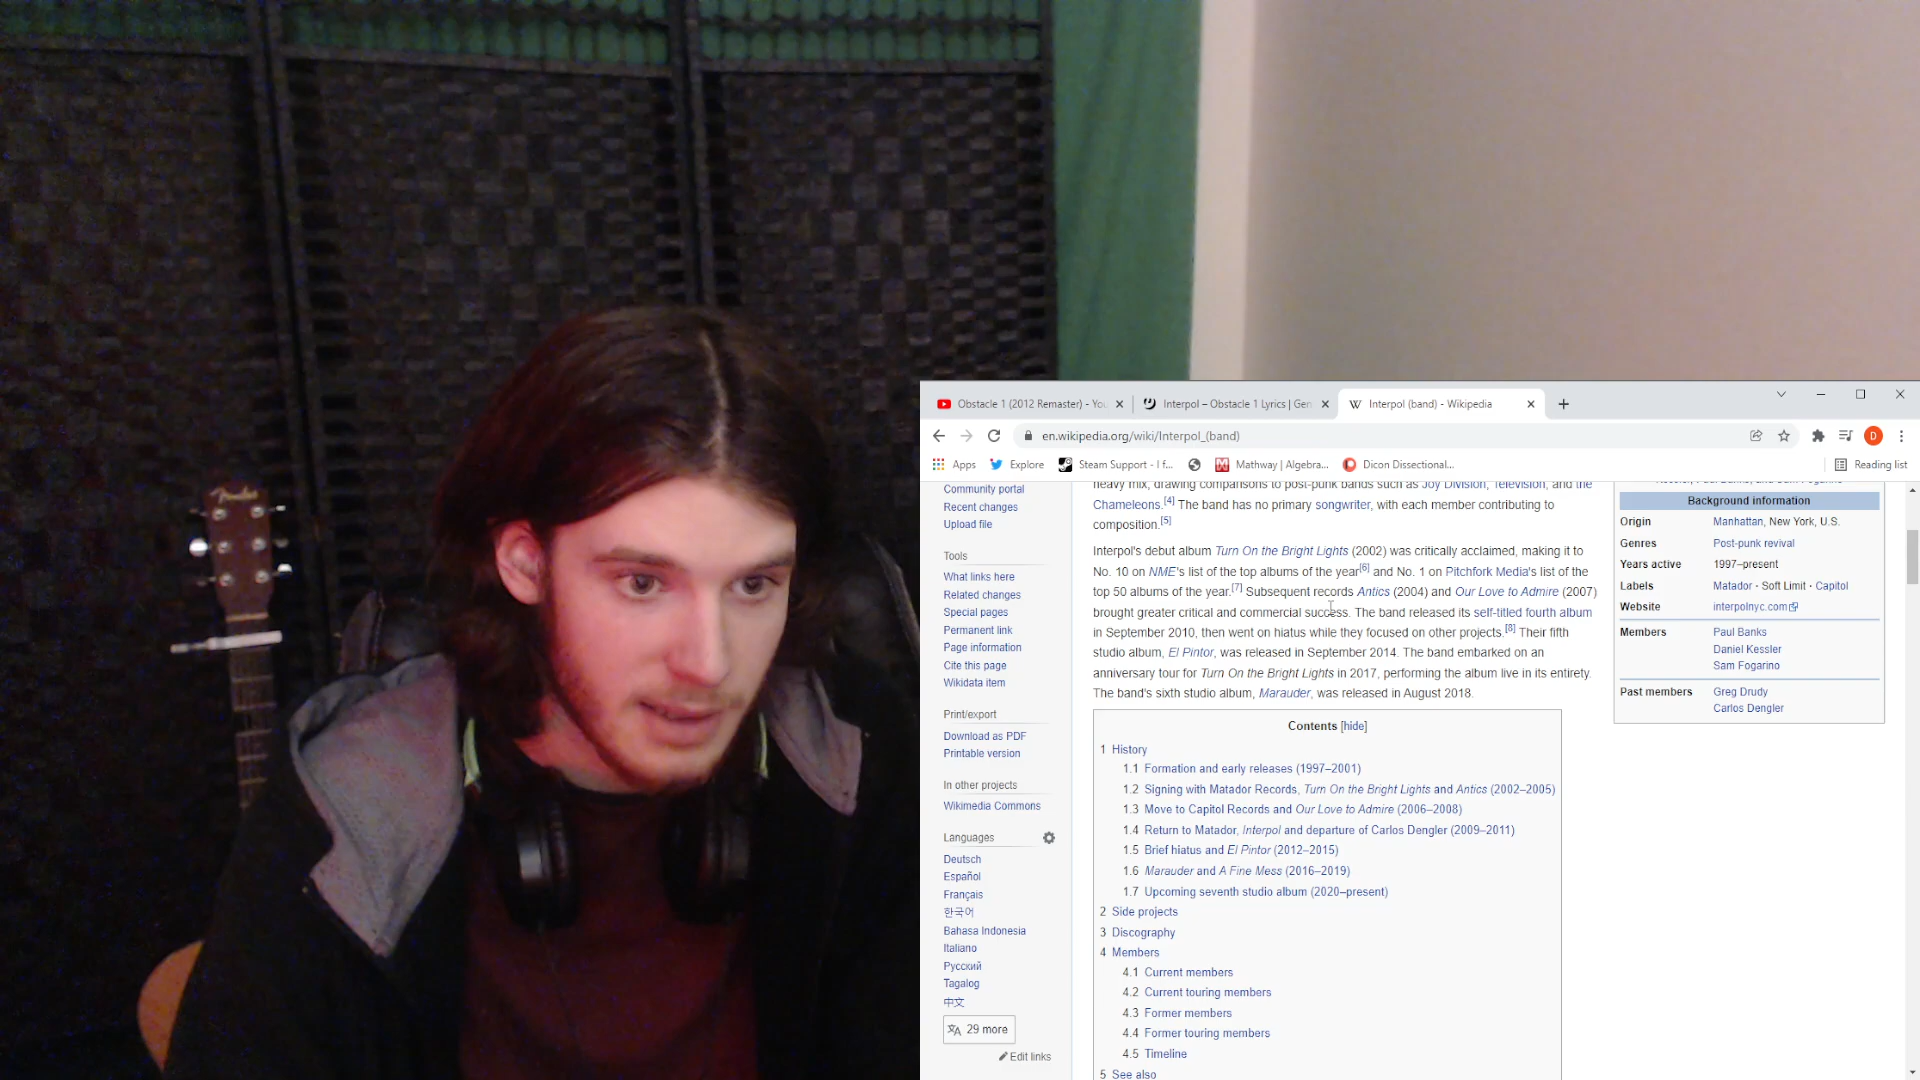 Fender
Obstacle 1 (2012 Remaster) - You
Interpol – Obstacle 1 Lyrics | Gen
Interpol (band) - Wikipedia
en.wikipedia.org/wiki/Interpol_(band)
D
Apps
Explore
Steam Support - I f...
Mathway | Algebra...
Dicon Dissectional...
Reading list
Community portal
Recent changes
Upload file
Tools
What links here
Related changes
Special pages
Permanent link
Page information
Cite this page
Wikidata item
Print/export
Download as PDF
Printable version
In other projects
Wikimedia Commons
Languages
Deutsch
Español
Français
한국어
Bahasa Indonesia
Italiano
Русский
Tagalog
中文
29 more
Edit links
heavy mix, drawing comparisons to post-punk bands such as Joy Division, Television, and the
Chameleons.[4] The band has no primary songwriter, with each member contributing to
composition.[5]
Interpol's debut album Turn On the Bright Lights (2002) was critically acclaimed, making it to
No. 10 on NME's list of the top albums of the year[6] and No. 1 on Pitchfork Media's list of the
top 50 albums of the year.[7] Subsequent records Antics (2004) and Our Love to Admire (2007)
brought greater critical and commercial success. The band released its self-titled fourth album
in September 2010, then went on hiatus while they focused on other projects.[8] Their fifth
studio album, El Pintor, was released in September 2014. The band embarked on an
anniversary tour for Turn On the Bright Lights in 2017, performing the album live in its entirety.
The band's sixth studio album, Marauder, was released in August 2018.
Contents [hide]
1 History
1.1 Formation and early releases (1997–2001)
1.2 Signing with Matador Records, Turn On the Bright Lights and Antics (2002–2005)
1.3 Move to Capitol Records and Our Love to Admire (2006–2008)
1.4 Return to Matador, Interpol and departure of Carlos Dengler (2009–2011)
1.5 Brief hiatus and El Pintor (2012–2015)
1.6 Marauder and A Fine Mess (2016–2019)
1.7 Upcoming seventh studio album (2020–present)
2 Side projects
3 Discography
4 Members
4.1 Current members
4.2 Current touring members
4.3 Former members
4.4 Former touring members
4.5 Timeline
5 See also
Background information
Origin Manhattan, New York, U.S.
Genres Post-punk revival
Years active 1997–present
Labels Matador · Soft Limit · Capitol
Website interpolnyc.com
Members Paul Banks
Daniel Kessler
Sam Fogarino
Past members Greg Drudy
Carlos Dengler